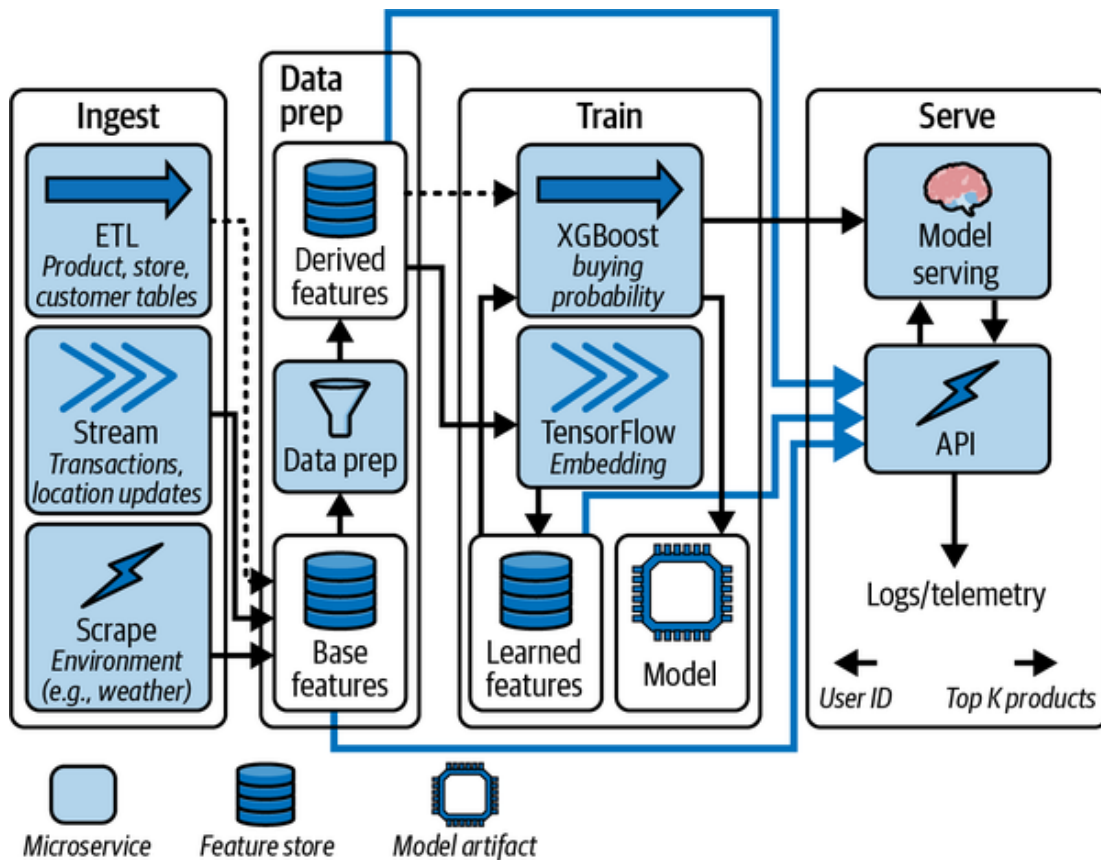 Ingest
ETL
Product, store,
customer tables
Stream
Transactions,
location updates
Scrape
Environment
(e.g., weather)
Data
prep
Derived
features
Data prep
Base
features
Train
XGBoost
buying
probability
TensorFlow
Embedding
Learned
features
Model
Serve
Model
serving
API
Logs/telemetry
User ID
Top K products
Microservice
Feature store
Model artifact